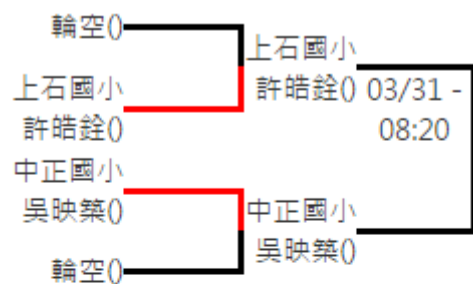 輪空()
上石國小
許皓銓()
中正國小
吳映築()
輪空()
上石國小
許皓銓()
03/31 -
08:20
中正國小
吳映築()